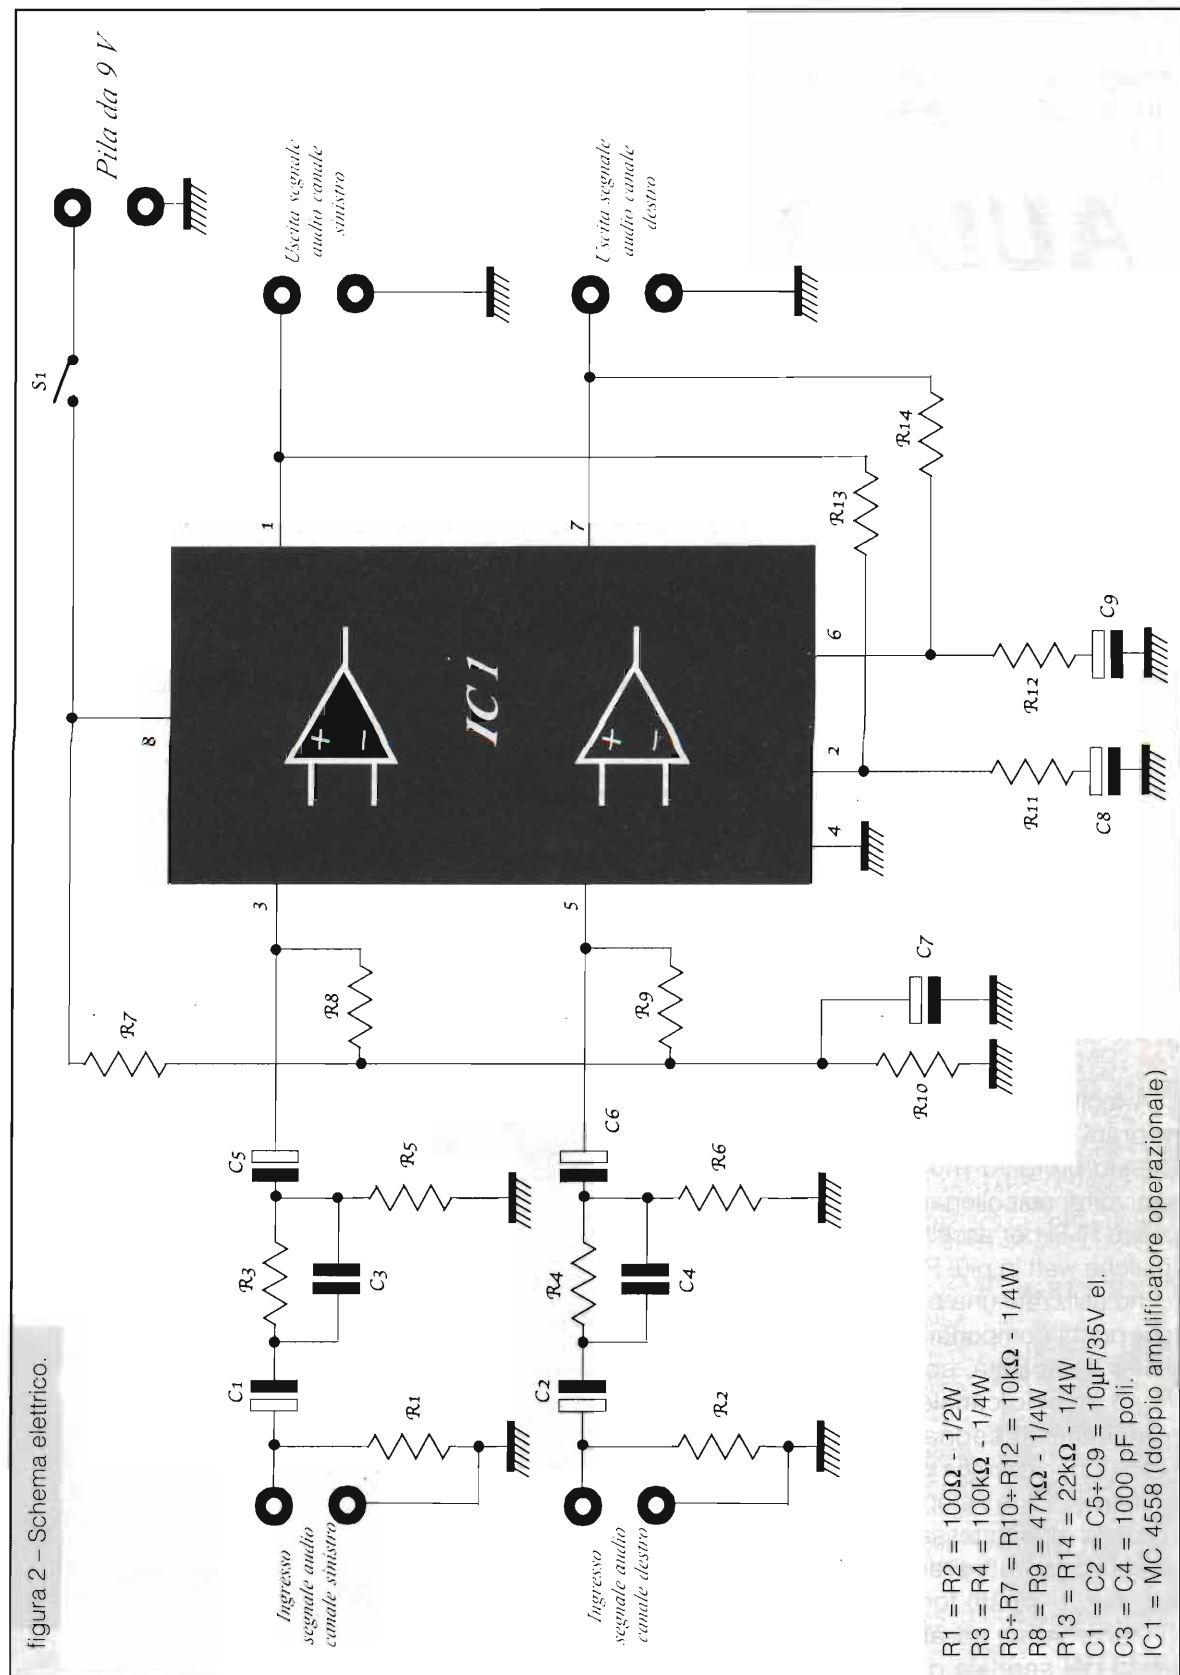 figura 2 – Schema elettrico.
Pila da 9 V
S1
Uscita segnale
audio canale
sinistro
Uscita segnale
audio canale
destro
1
7
R13
R14
8
IC1
+
–
+
–
6
2
4
R12
C9
R11
C8
3
5
R7
R8
R9
C7
R10
C5
R5
C6
R6
R3
C3
R4
C4
C1
R1
C2
R2
Ingresso
segnale audio
canale sinistro
Ingresso
segnale audio
canale destro
R1 = R2 = 100Ω - 1/2W
R3 = R4 = 100kΩ - 1/4W
R5÷R7 = R10÷R12 = 10kΩ - 1/4W
R8 = R9 = 47kΩ - 1/4W
R13 = R14 = 22kΩ - 1/4W
C1 = C2 = C5÷C9 = 10µF/35V el.
C3 = C4 = 1000 pF poli.
IC1 = MC 4558 (doppio amplificatore operazionale)